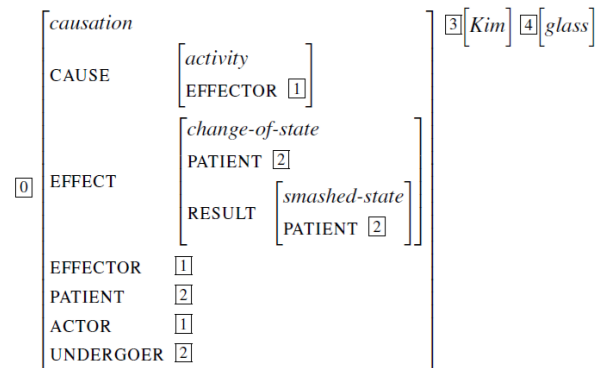 causation 3 [Kim] 4 [glass]
CAUSE [activity
EFFECTOR 1]
0 EFFECT [change-of-state
PATIENT 2
RESULT [smashed-state
PATIENT 2]]
EFFECTOR 1
PATIENT 2
ACTOR 1
UNDERGOER 2